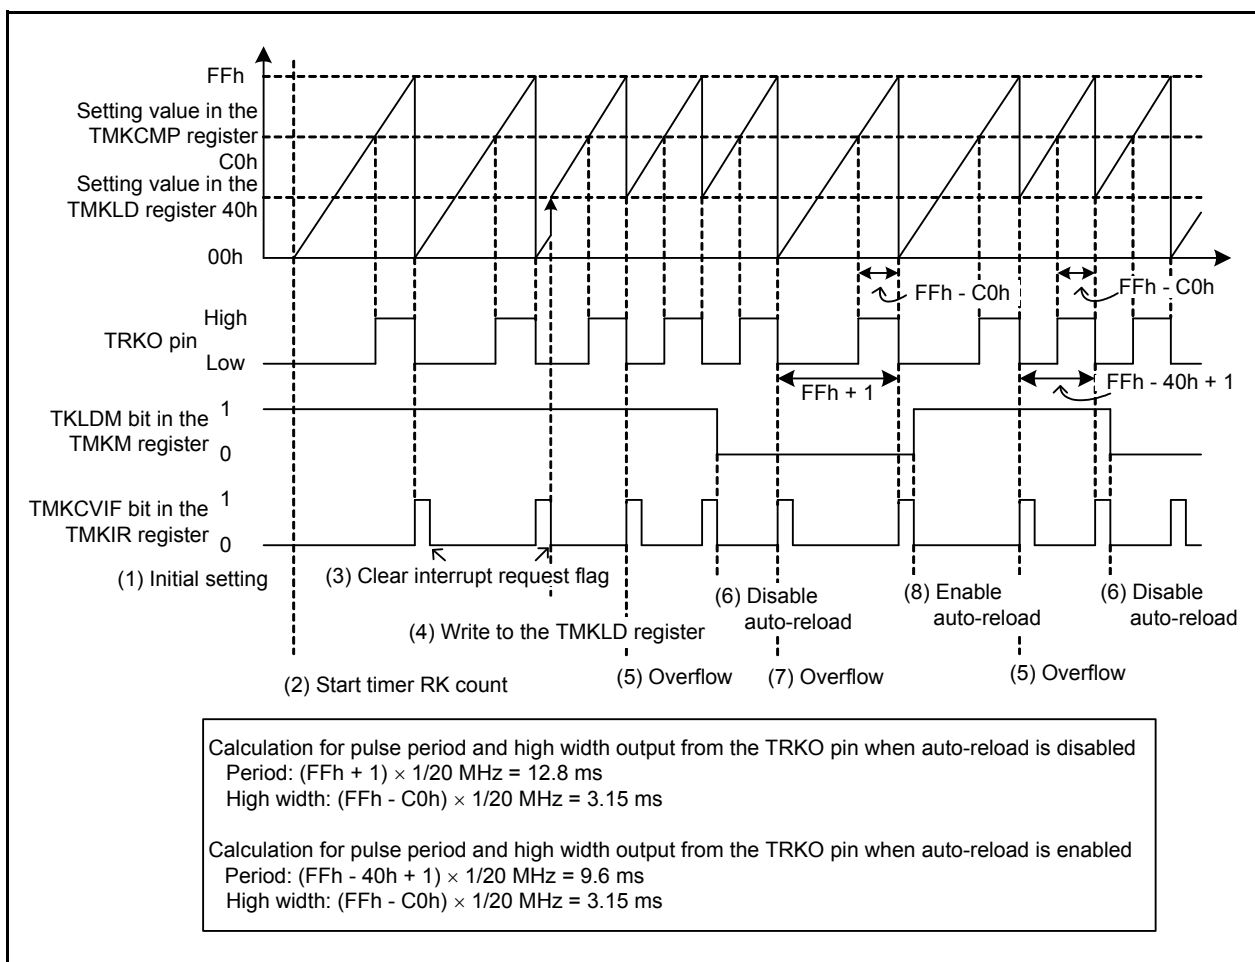 FFh
Setting value in the
TMKCMP register
C0h
Setting value in the
TMKLD register 40h
00h
FFh - C0h
FFh - C0h
High
TRKO pin
Low
FFh + 1
FFh - 40h + 1
TKLDM bit in the
TMKM register
1
0
TMKCVIF bit in the
TMKIR register
1
0
(1) Initial setting
(3) Clear interrupt request flag
(6) Disable
auto-reload
(8) Enable
auto-reload
(6) Disable
auto-reload
(4) Write to the TMKLD register
(2) Start timer RK count
(5) Overflow
(7) Overflow
(5) Overflow
Calculation for pulse period and high width output from the TRKO pin when auto-reload is disabled
Period: (FFh + 1) × 1/20 MHz = 12.8 ms
High width: (FFh - C0h) × 1/20 MHz = 3.15 ms
Calculation for pulse period and high width output from the TRKO pin when auto-reload is enabled
Period: (FFh - 40h + 1) × 1/20 MHz = 9.6 ms
High width: (FFh - C0h) × 1/20 MHz = 3.15 ms